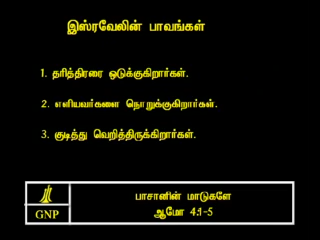 இஸ்ரவேலின் பாவங்கள்
1. தரித்திரரை ஒடுக்குகிறார்கள்.
2. எளியவர்களை நொறுக்குகிறார்கள்.
3. குடித்து வெறித்திருக்கிறார்கள்.
பாசானின் மாடுகளே
GNP
ஆமோ 4:1-5